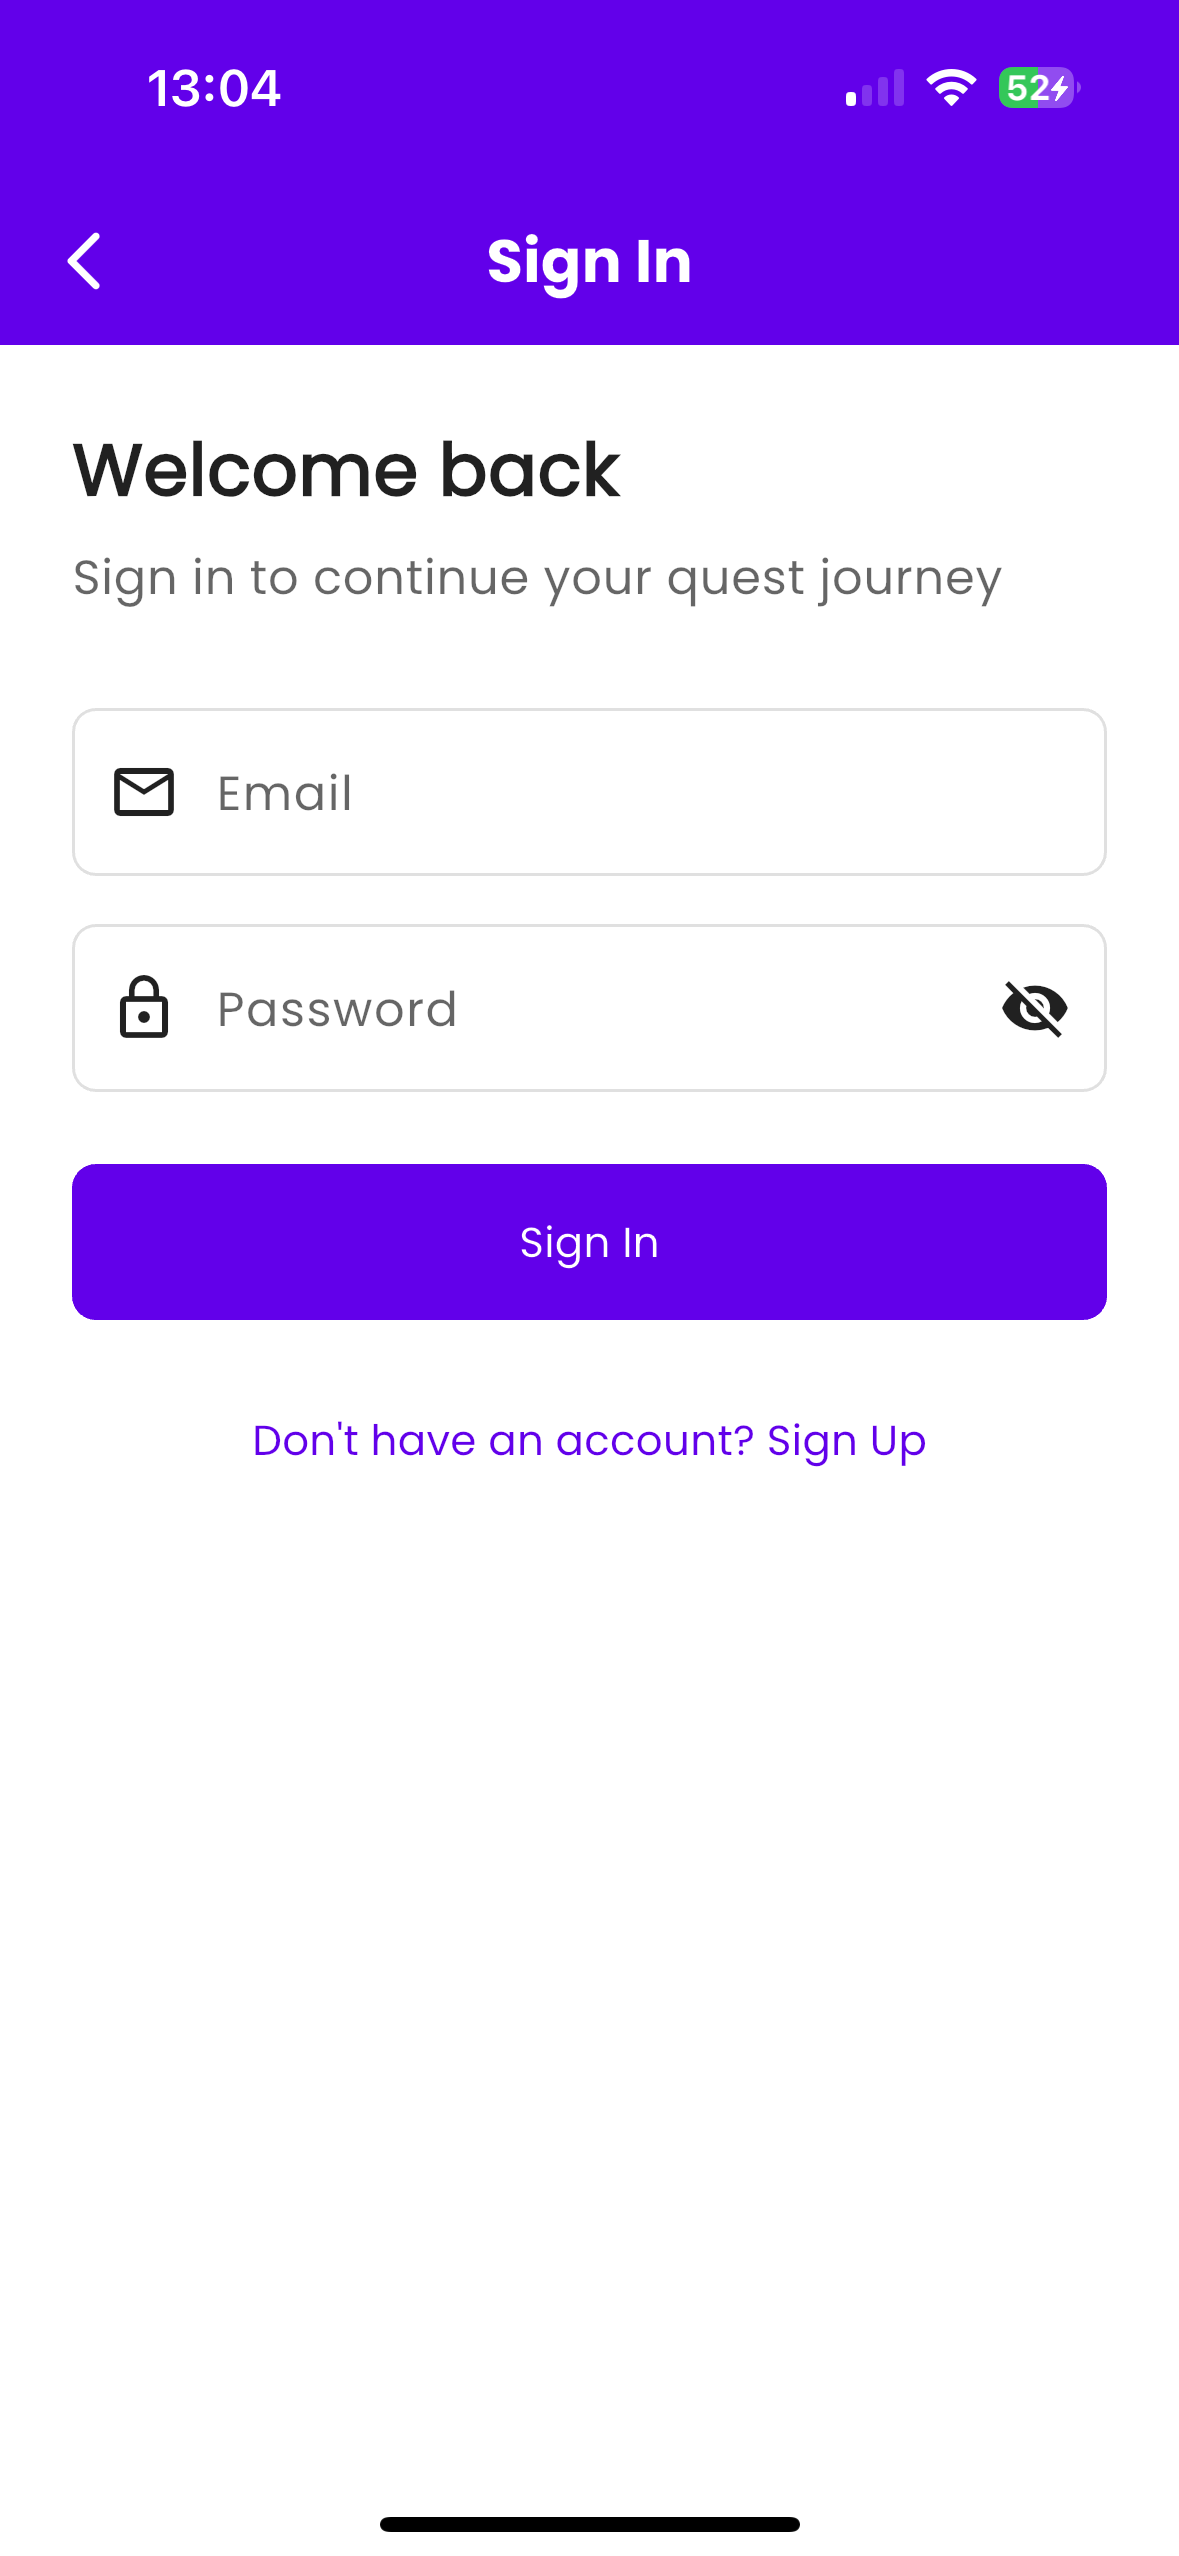 13:04
52
Sign In
Welcome back
Sign in to continue your quest journey
Email
Password
Sign In
Don't have an account? Sign Up